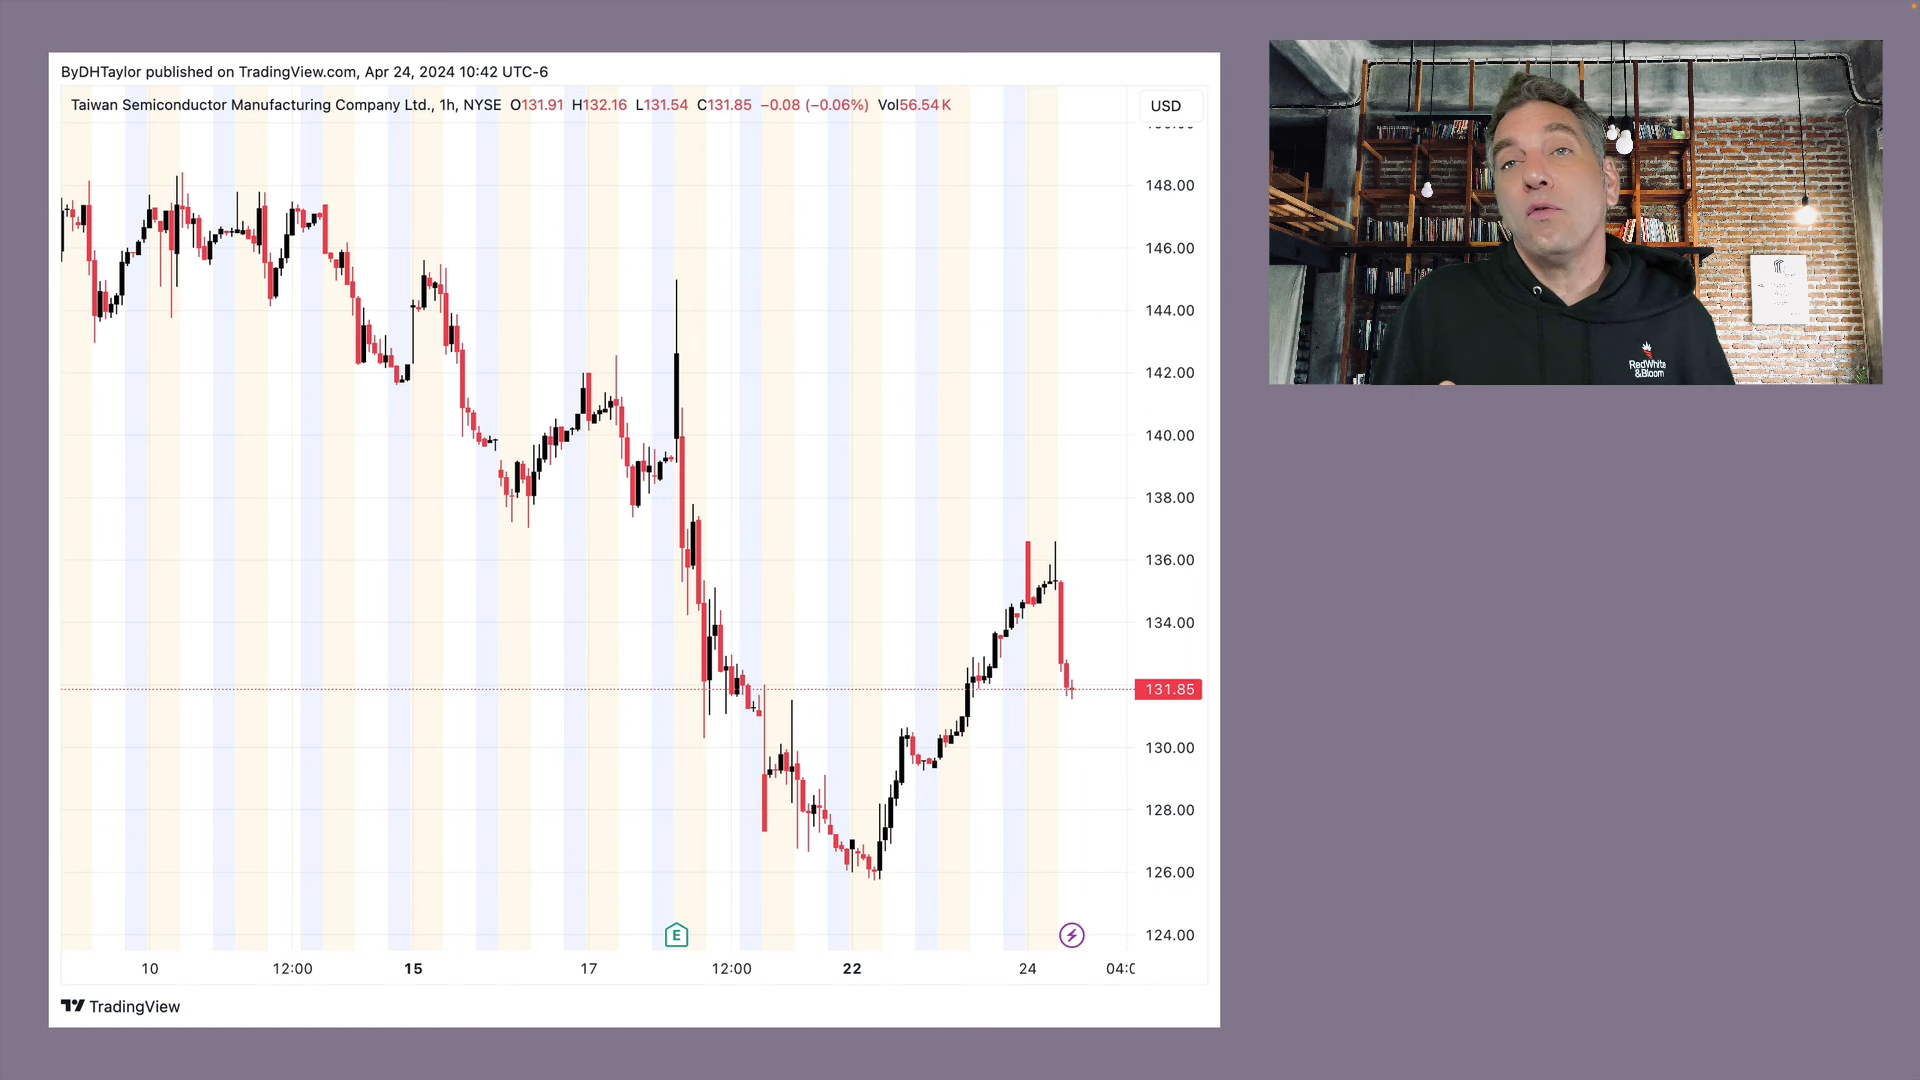 ByDHTaylor published on TradingView.com, Apr 24, 2024 10:42 UTC-6
Taiwan Semiconductor Manufacturing Company Ltd., 1h, NYSE O131.91 H132.16 L131.54 C131.85 −0.08 (−0.06%) Vol56.54K
USD
148.00
146.00
144.00
142.00
140.00
138.00
136.00
134.00
131.85
130.00
128.00
126.00
124.00
E
10 12:00 15 17 12:00 22 24
TradingView
RedWhite
&Bloom